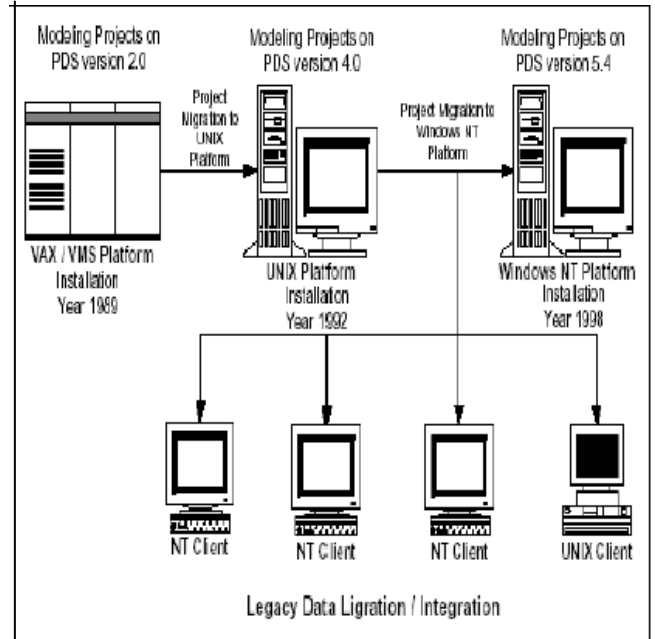 Modeling Projects on
PDS version 2.0
Modeling Projects on
PDS version 4.0
Modeling Projects on
PDS version 5.4
Project
Migration to
UNIX
Platform
Project Migration to
Windows NT
Platform
VAX / VMS Platform
Installation
Year 1989
UNIX Platform
Installation
Year 1992
Windows NT Platform
Installation
Year 1998
NT Client
NT Client
NT Client
UNIX Client
Legacy Data Ligration / Integration